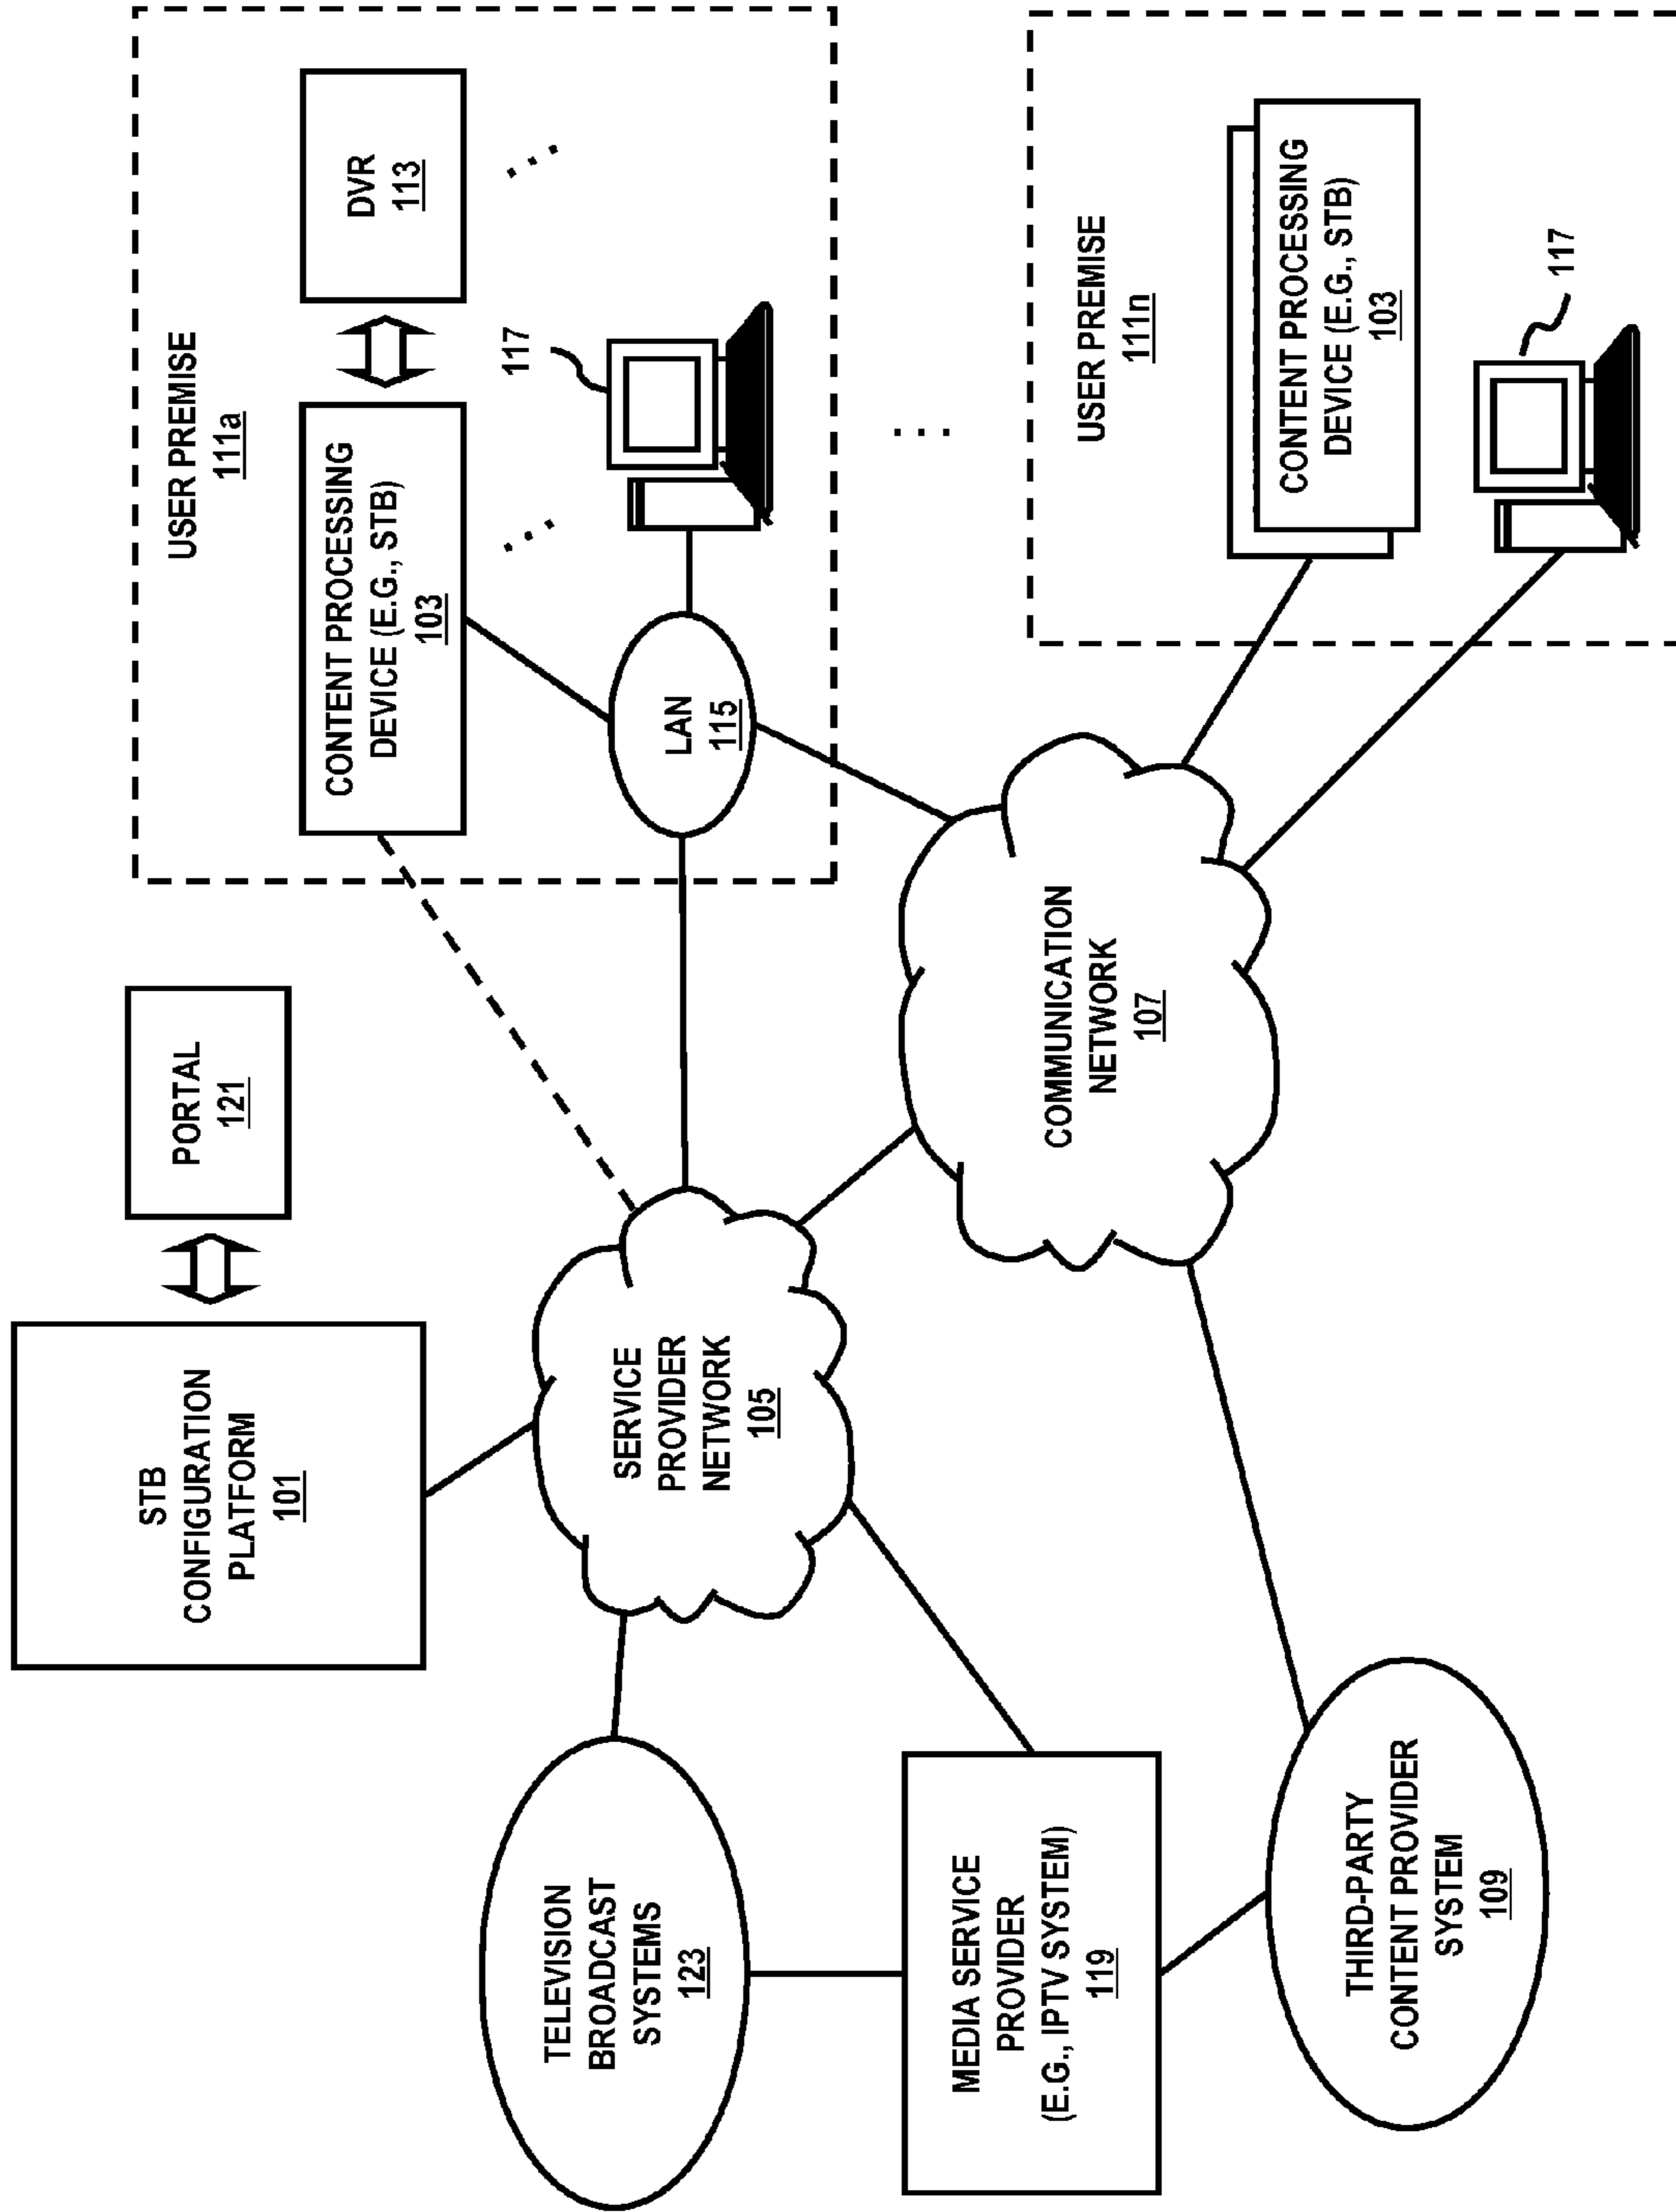 STB
CONFIGURATION
PLATFORM
101
PORTAL
121
USER PREMISE
111a
CONTENT PROCESSING
DEVICE (E.G., STB)
103
DVR
113
. . .
. . .
117
LAN
115
TELEVISION
BROADCAST
SYSTEMS
123
SERVICE
PROVIDER
NETWORK
105
. . .
MEDIA SERVICE
PROVIDER
(E.G., IPTV SYSTEM)
119
COMMUNICATION
NETWORK
107
USER PREMISE
111n
CONTENT PROCESSING
DEVICE (E.G., STB)
103
117
THIRD-PARTY
CONTENT PROVIDER
SYSTEM
109